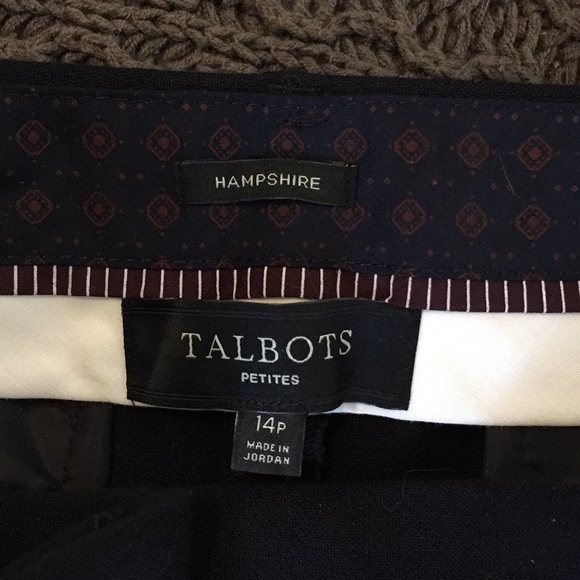 HAMPSHIRE
TALBOTS
PETITES
14P
MADE IN
JORDAN